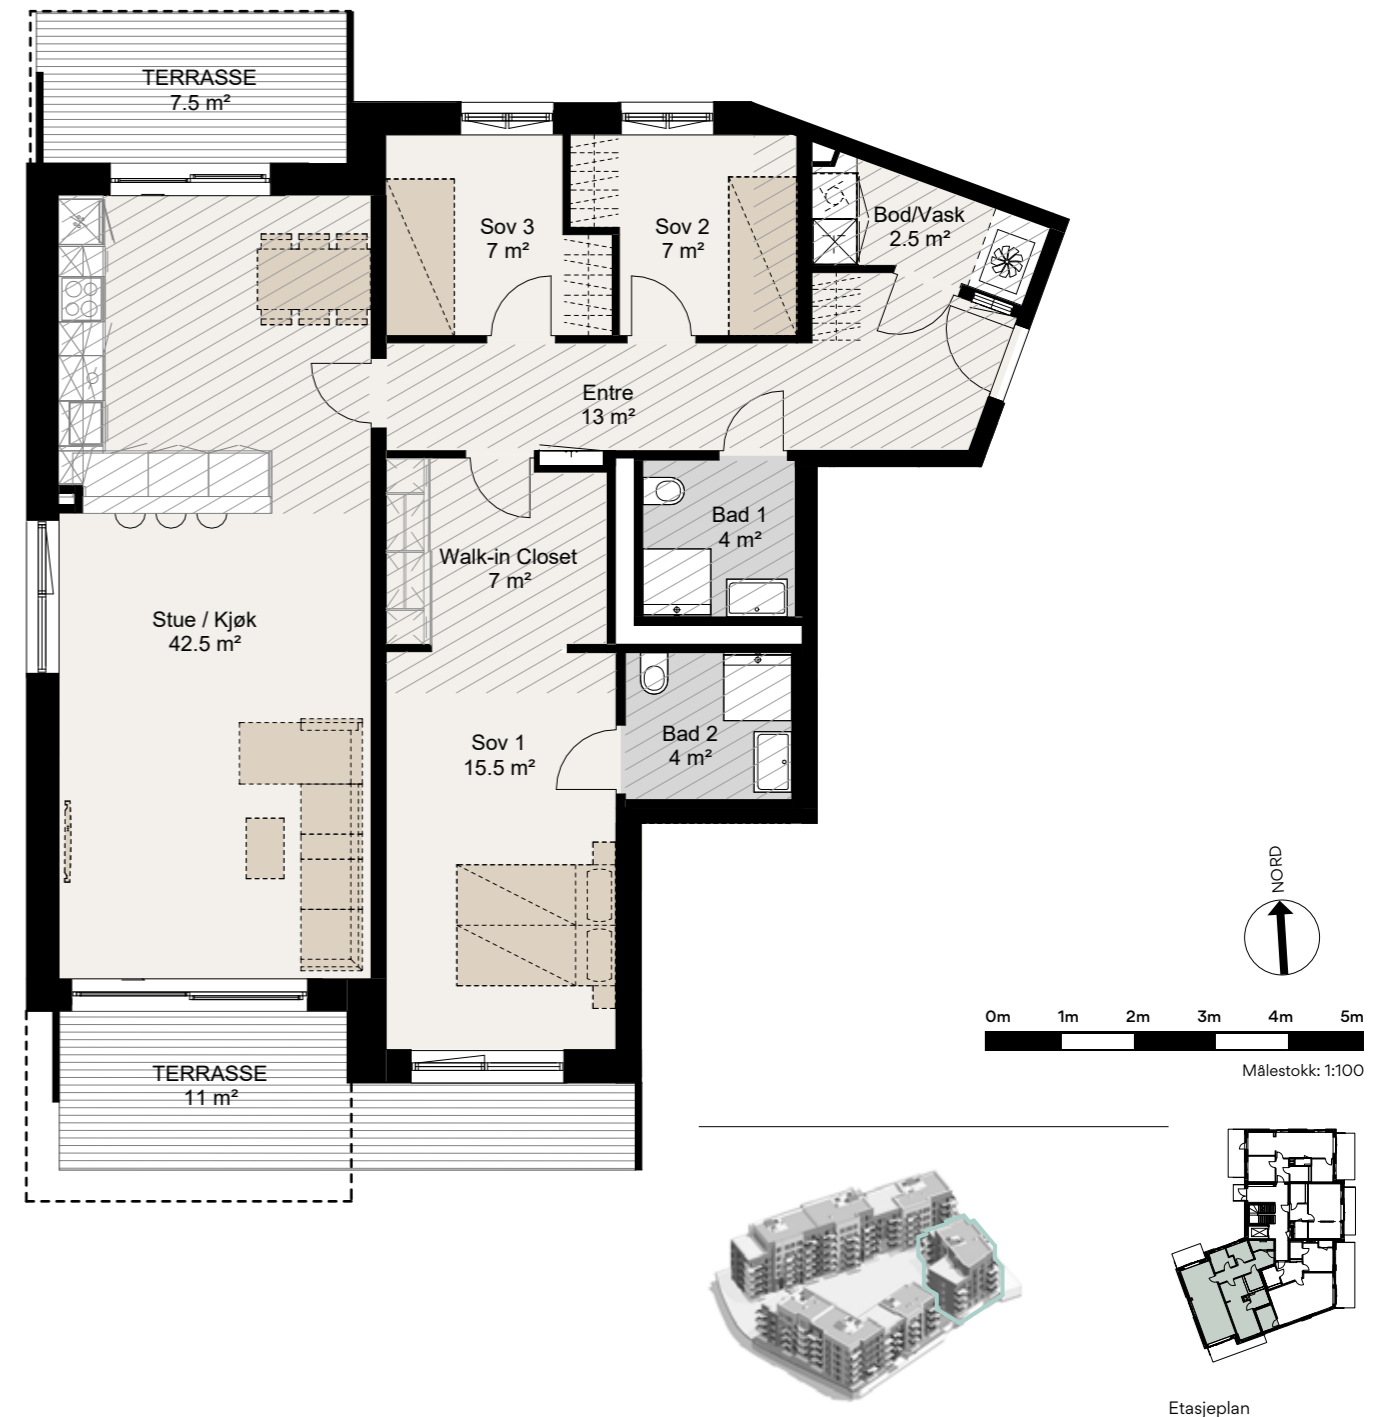 TERRASSE
7.5 m²
Sov 3
7 m²
Sov 2
7 m²
Bod/Vask
2.5 m²
Entre
13 m²
Bad 1
4 m²
Walk-in Closet
7 m²
Stue / Kjøk
42.5 m²
Bad 2
4 m²
Sov 1
15.5 m²
TERRASSE
11 m²
NORD
0m 1m 2m 3m 4m 5m
Målestokk: 1:100
Etasjeplan